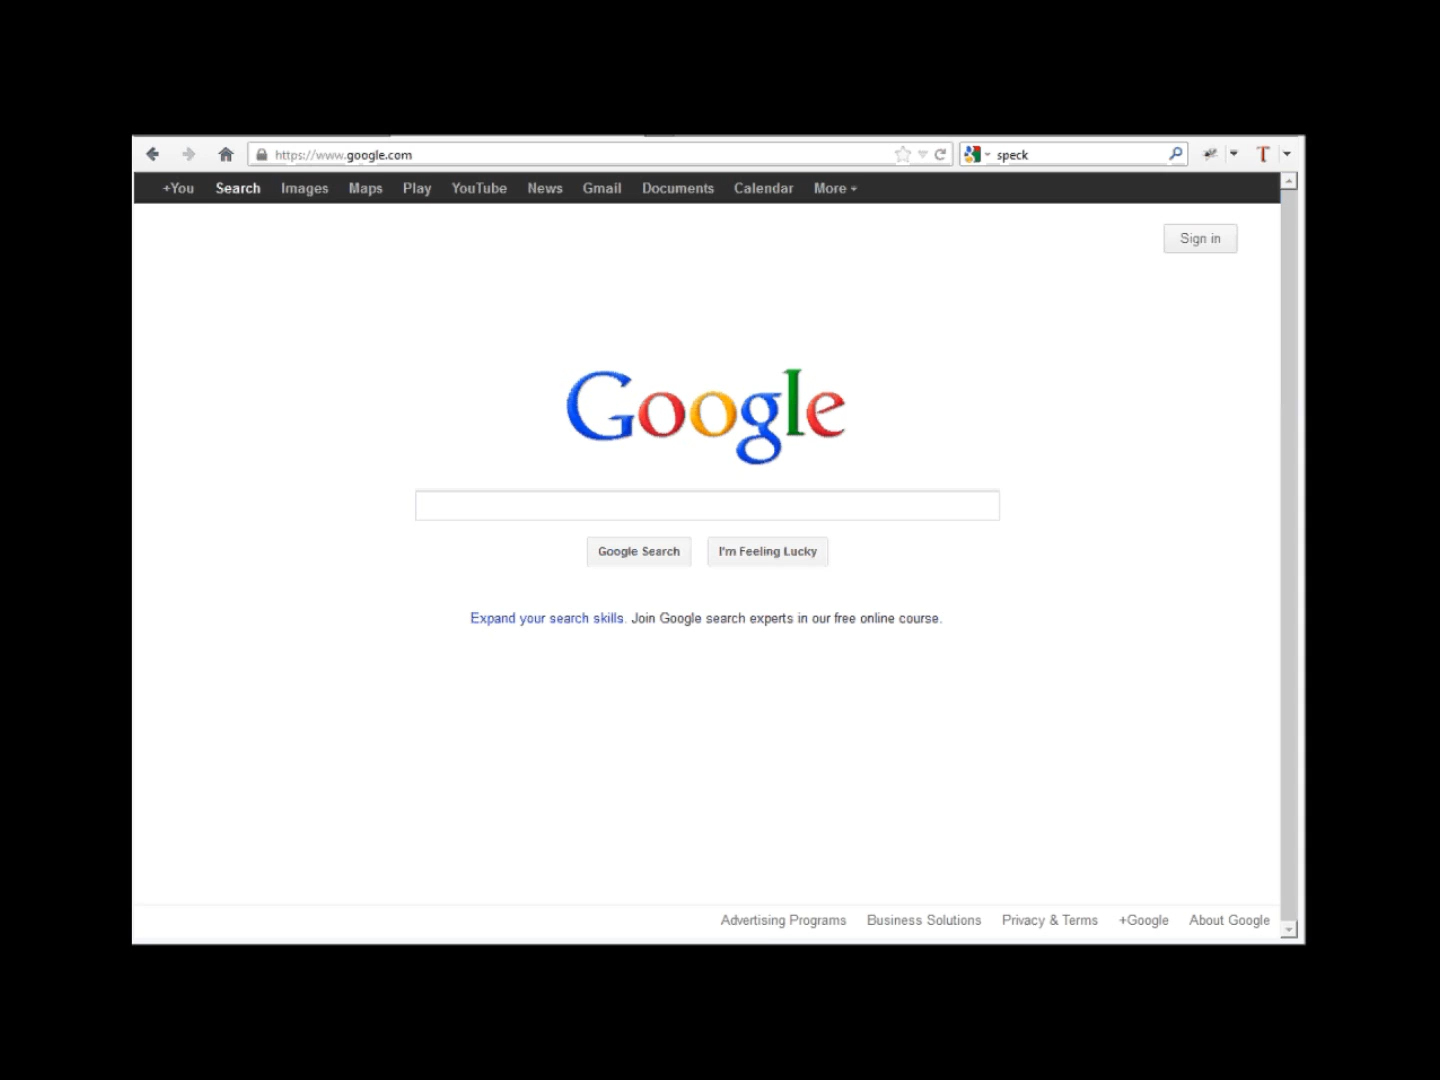 https://www.google.com speck
+You Search Images Maps Play YouTube News Gmail Documents Calendar More
Sign in
Google
Google Search I'm Feeling Lucky
Expand your search skills. Join Google search experts in our free online course.
Advertising Programs Business Solutions Privacy & Terms +Google About Google